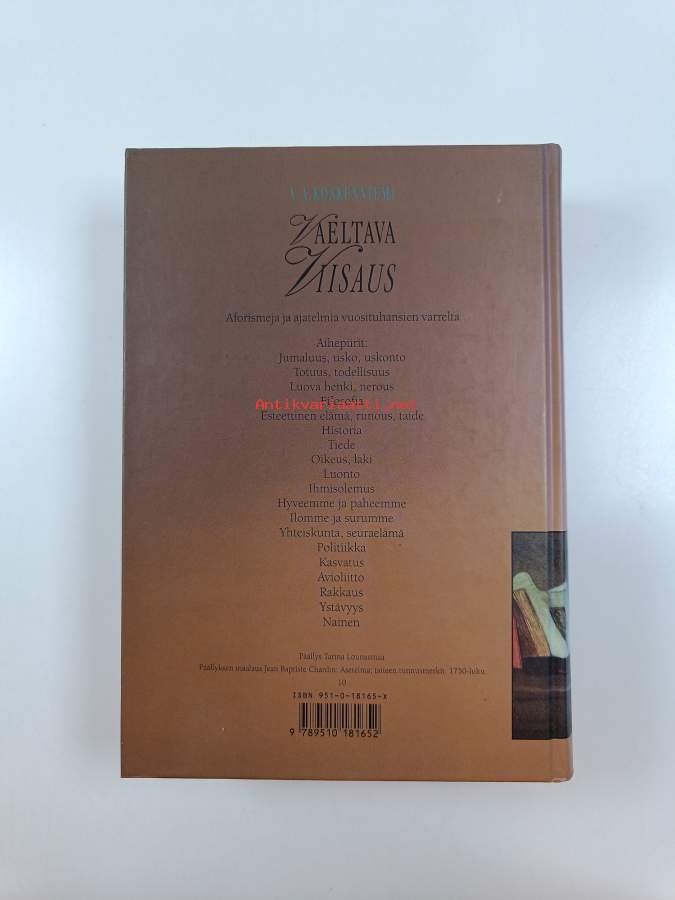 V. A. KOSKENNIEMI
VAELTAVA
VIISAUS
Aforismeja ja ajatelmia vuosituhansien varrelta
Aihepiirit:
Jumaluus, usko, uskonto
Totuus, todellisuus
Luova henki, nerous
Filosofia
Antikvariaatti.net
Esteettinen elämä, runous, taide
Historia
Tiede
Oikeus, laki
Luonto
Ihmisolemus
Hyveemme ja paheemme
Ilomme ja surumme
Yhteiskunta, seuraelämä
Politiikka
Kasvatus
Avioliitto
Rakkaus
Ystävyys
Nainen
Päällys Tarina Lounasmaa
Päällyksen maalaus Jean Baptiste Chardin: Asetelma; taiteen tunnusmerkit. 1750-luku.
10
ISBN 951-0-18165-X
9 789510 181652